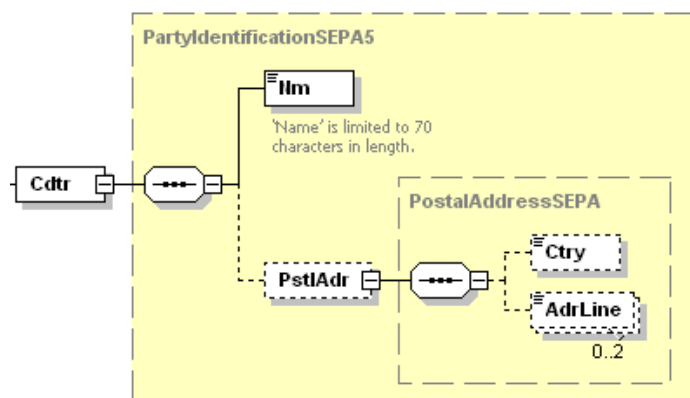 PartyIdentificationSEPA5
Nm
'Name' is limited to 70
characters in length.
Cdtr
PostalAddressSEPA
Ctry
PstlAdr
AdrLine
0..2